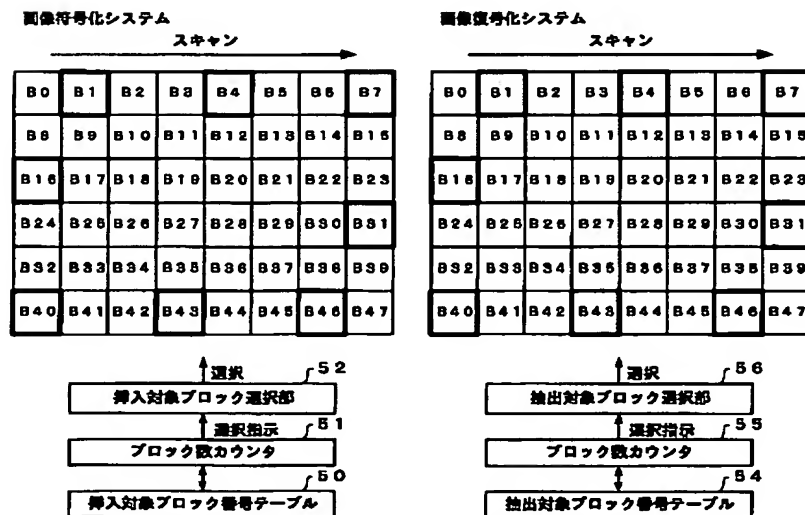 画像符号化システム
スキャン
B0 B1 B2 B3 B4 B5 B6 B7
B8 B9 B10 B11 B12 B13 B14 B15
B16 B17 B18 B19 B20 B21 B22 B23
B24 B25 B26 B27 B28 B29 B30 B31
B32 B33 B34 B35 B36 B37 B38 B39
B40 B41 B42 B43 B44 B45 B46 B47
選択
52
挿入対象ブロック選択部
選択指示
51
ブロック数カウンタ
50
挿入対象ブロック番号テーブル
画像復号化システム
スキャン
B0 B1 B2 B3 B4 B5 B6 B7
B8 B9 B10 B11 B12 B13 B14 B15
B16 B17 B18 B19 B20 B21 B22 B23
B24 B25 B26 B27 B28 B29 B30 B31
B32 B33 B34 B35 B36 B37 B38 B39
B40 B41 B42 B43 B44 B45 B46 B47
選択
56
抽出対象ブロック選択部
選択指示
55
ブロック数カウンタ
54
抽出対象ブロック番号テーブル